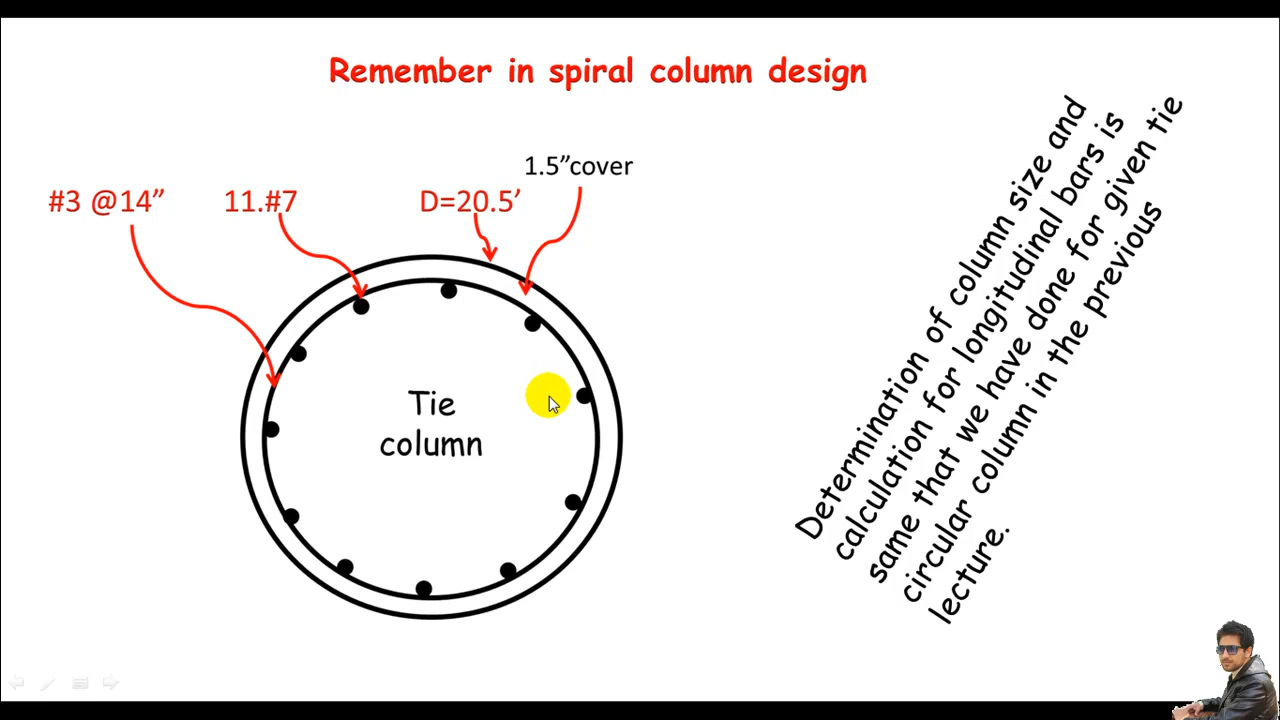 Remember in spiral column design
1.5”cover
#3 @14” 11.#7 D=20.5’
Tie
column
Determination of column size and
calculation for longitudinal bars is
same that we have done for given tie
circular column in the previous
lecture.